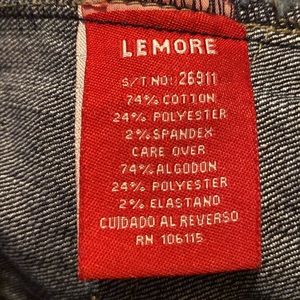 LEMORE
S/T NO: 26911
74% COTTON
24% POLYESTER
2% SPANDEX
CARE OVER
74% ALGODON
24% POLYESTER
2% ELASTANO
CUIDADO AL REVERSO
RN 106115